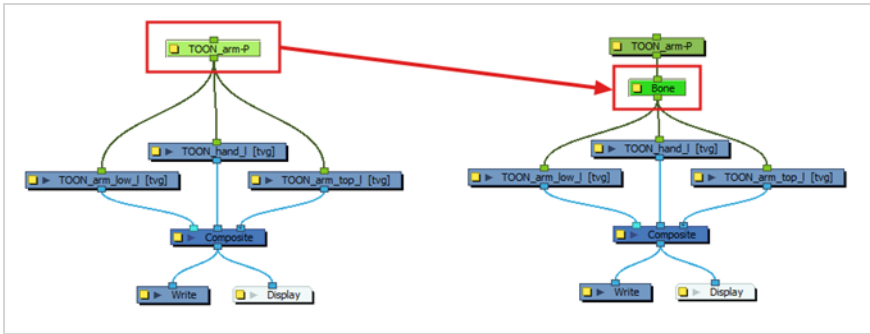 TOON_arm-P
TOON_hand_l [tvg]
TOON_arm_low_l [tvg]
TOON_arm_top_l [tvg]
Composite
Write
Display
TOON_arm-P
Bone
TOON_hand_l [tvg]
TOON_arm_low_l [tvg]
TOON_arm_top_l [tvg]
Composite
Write
Display